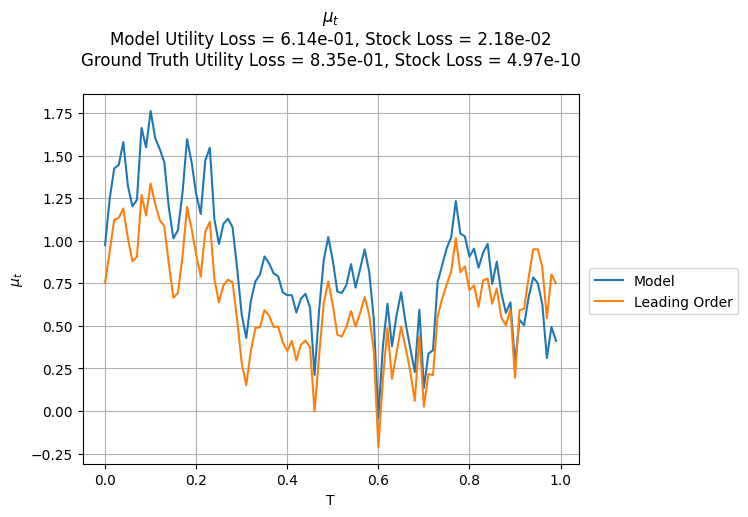 μ_t
Model Utility Loss = 6.14e-01, Stock Loss = 2.18e-02
Ground Truth Utility Loss = 8.35e-01, Stock Loss = 4.97e-10
1.75
1.50
1.25
1.00
0.75
0.50
0.25
0.00
−0.25
μ_t
0.0 0.2 0.4 0.6 0.8 1.0
T
Model
Leading Order